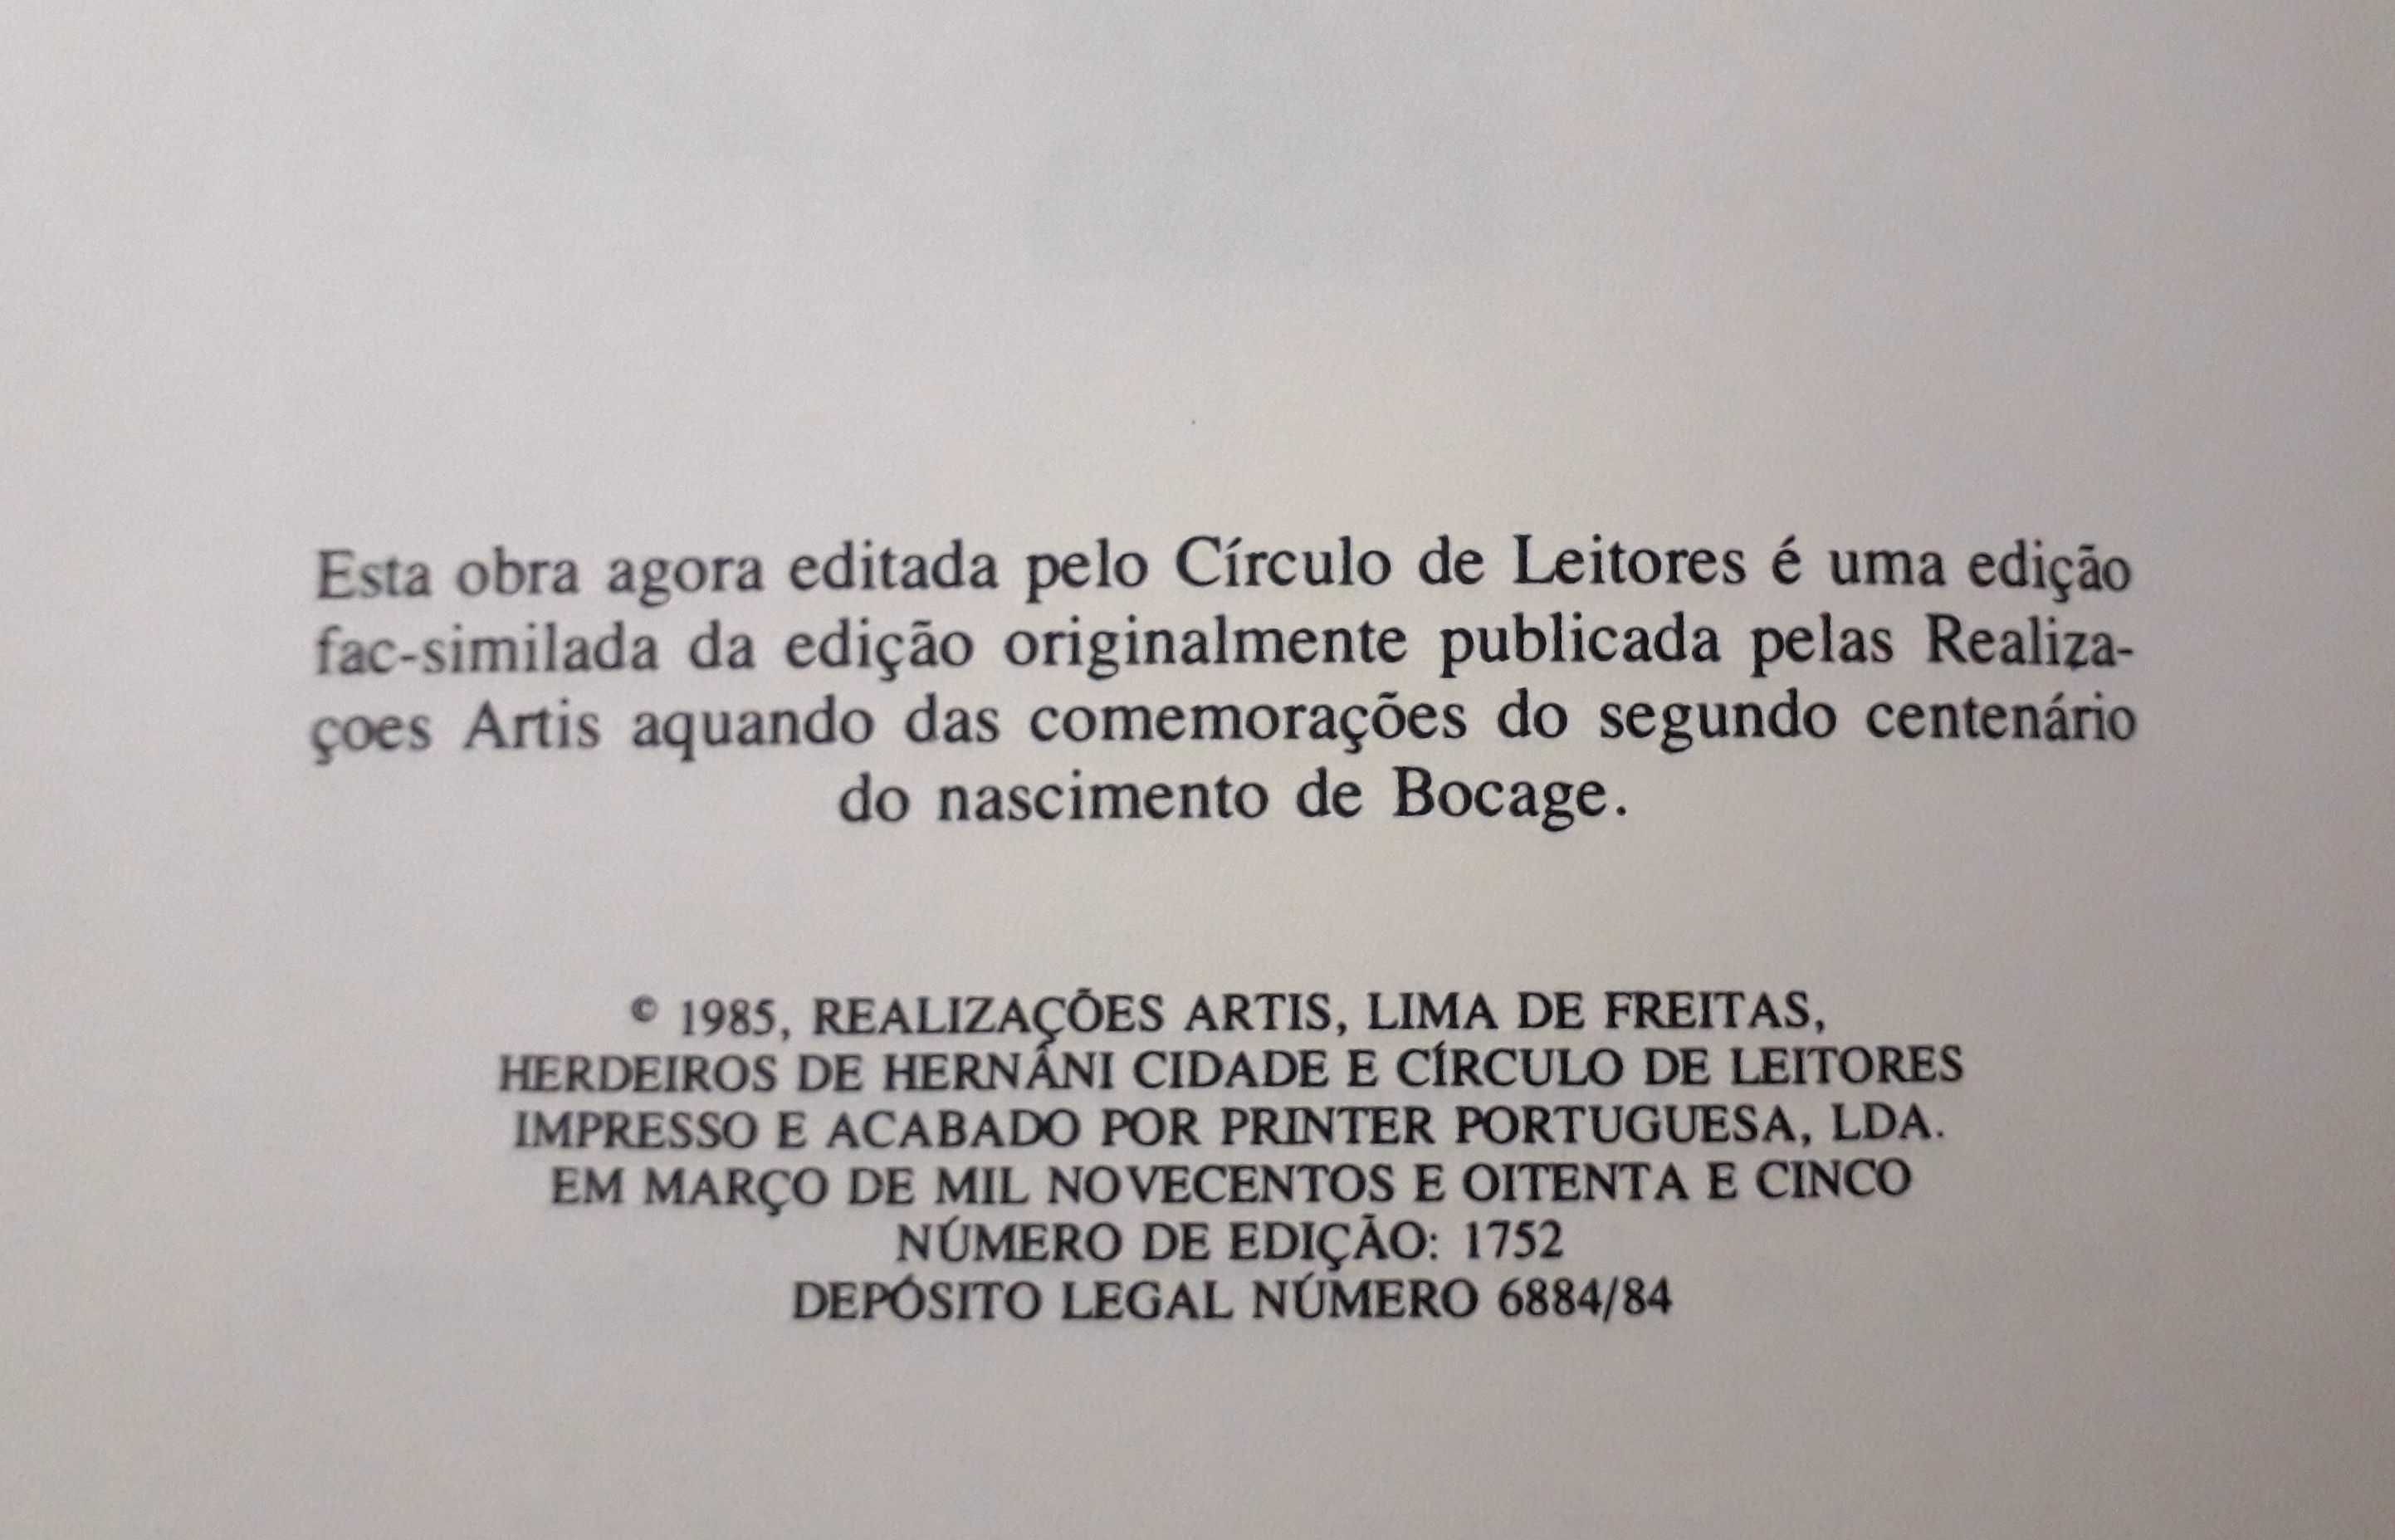 Esta obra agora editada pelo Círculo de Leitores é uma edição
fac-similada da edição originalmente publicada pelas Realiza-
çoes Artis aquando das comemorações do segundo centenário
do nascimento de Bocage.
© 1985, REALIZAÇÕES ARTIS, LIMA DE FREITAS,
HERDEIROS DE HERNÂNI CIDADE E CÍRCULO DE LEITORES
IMPRESSO E ACABADO POR PRINTER PORTUGUESA, LDA.
EM MARÇO DE MIL NOVECENTOS E OITENTA E CINCO
NÚMERO DE EDIÇÃO: 1752
DEPÓSITO LEGAL NÚMERO 6884/84